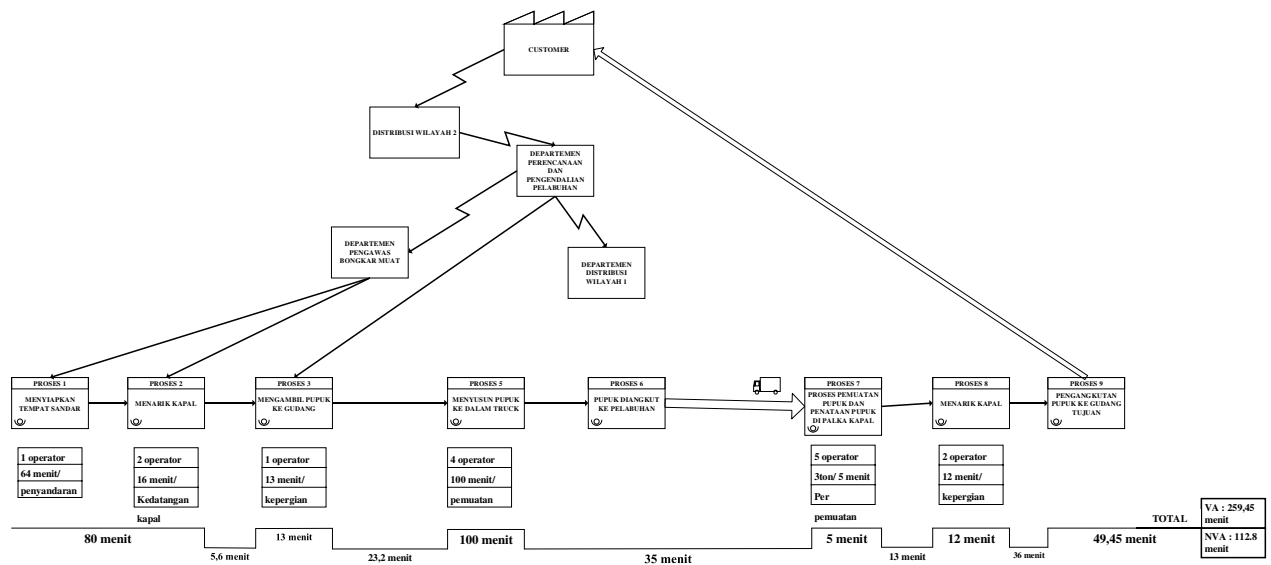 CUSTOMER
DISTRIBUSI WILAYAH 2
DEPARTEMEN
PERENCANAAN
DAN
PENGENDALIAN
PELABUHAN
DEPARTEMEN
PENGAWAS
BONGKAR MUAT
DEPARTEMEN
DISTRIBUSI
WILAYAH 1
PROSES 1
MENYIAPKAN
TEMPAT SANDAR
PROSES 2
MENARIK KAPAL
PROSES 3
MENGAMBIL PUPUK
KE GUDANG
PROSES 5
MENYUSUN PUPUK
KE DALAM TRUCK
PROSES 6
PUPUK DIANGKUT
KE PELABUHAN
PROSES 7
PROSES PEMUATAN
PUPUK DAN
PENATAAN PUPUK
DI PALKA KAPAL
PROSES 8
MENARIK KAPAL
PROSES 9
PENGANGKUTAN
PUPUK KE GUDANG
TUJUAN
1 operator
64 menit/
penyandaran
2 operator
16 menit/
Kedatangan
kapal
1 operator
13 menit/
kepergian
4 operator
100 menit/
pemuatan
5 operator
3ton/ 5 menit
Per
pemuatan
2 operator
12 menit/
kepergian
80 menit
5,6 menit
13 menit
23,2 menit
100 menit
35 menit
5 menit
13 menit
12 menit
36 menit
49,45 menit
TOTAL
VA : 259,45
menit
NVA : 112.8
menit